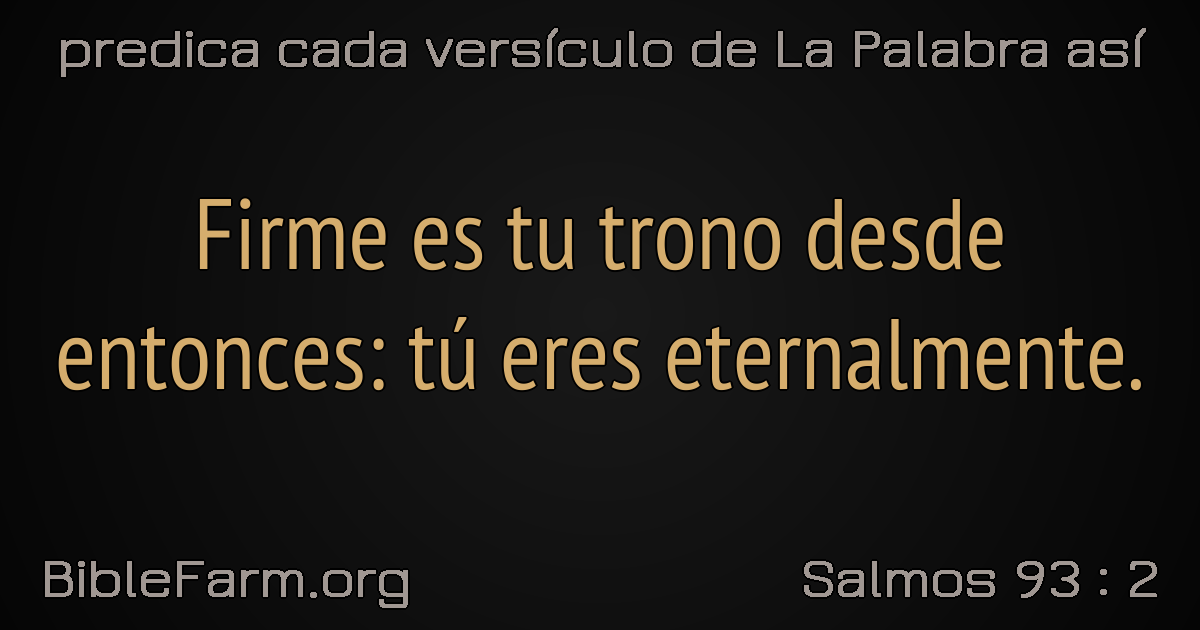 predica cada versículo de La Palabra así
Firme es tu trono desde
entonces: tú eres eternalmente.
BibleFarm.org
Salmos 93 : 2